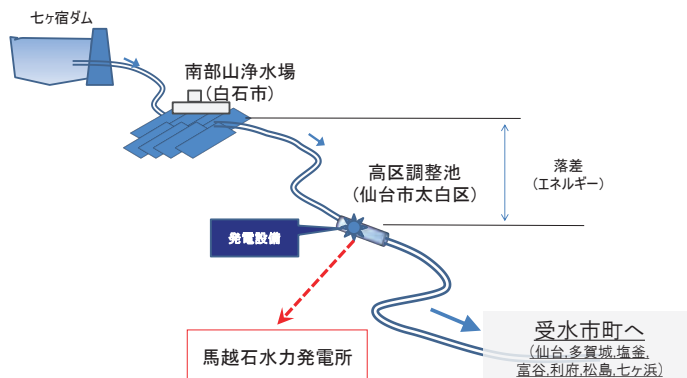 七ヶ宿ダム
南部山浄水場
(白石市)
落差
(エネルギー)
高区調整池
(仙台市太白区)
発電設備
馬越石水力発電所
受水市町へ
(仙台,多賀城,塩釜,
富谷,利府,松島,七ヶ浜)